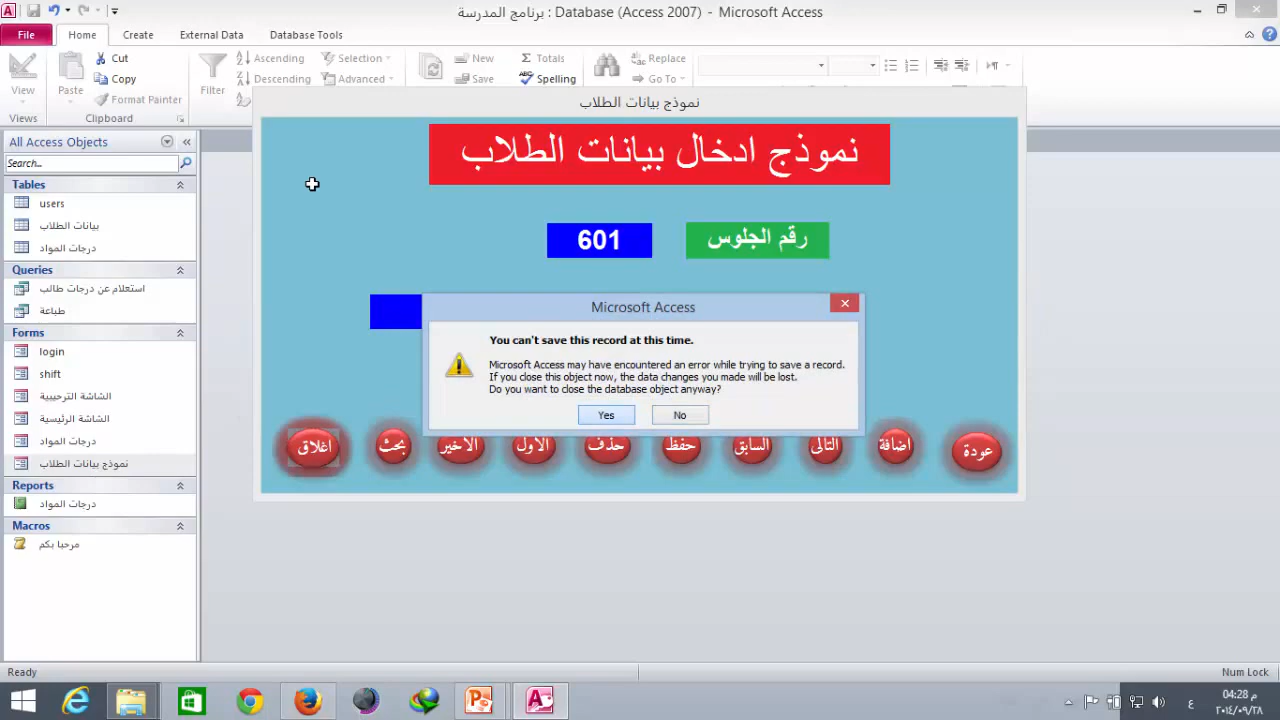 برنامج المدرسة : Database (Access 2007) - Microsoft Access
File
Home
Create
External Data
Database Tools
View
Views
Paste
Cut
Copy
Format Painter
Clipboard
Filter
Ascending
Descending
Selection
Advanced
New
Save
Totals
Spelling
Replace
Go To
All Access Objects
Search...
Tables
users
بيانات الطلاب
درجات المواد
Queries
استعلام عن درجات طالب
طباعة
Forms
login
shift
الشاشة الترحيبية
الشاشة الرئيسية
درجات المواد
نموذج بيانات الطلاب
Reports
درجات المواد
Macros
مرحبا بكم
نموذج بيانات الطلاب
نموذج ادخال بيانات الطلاب
رقم الجلوس
601
Microsoft Access
You can't save this record at this time.
Microsoft Access may have encountered an error while trying to save a record.
If you close this object now, the data changes you made will be lost.
Do you want to close the database object anyway?
Yes
No
عودة
اضافة
التالى
السابق
حفظ
حذف
الاول
الاخير
بحث
اغلاق
Ready
Num Lock
ع
04:28 م
٢٠١٤/٠٩/٢٨